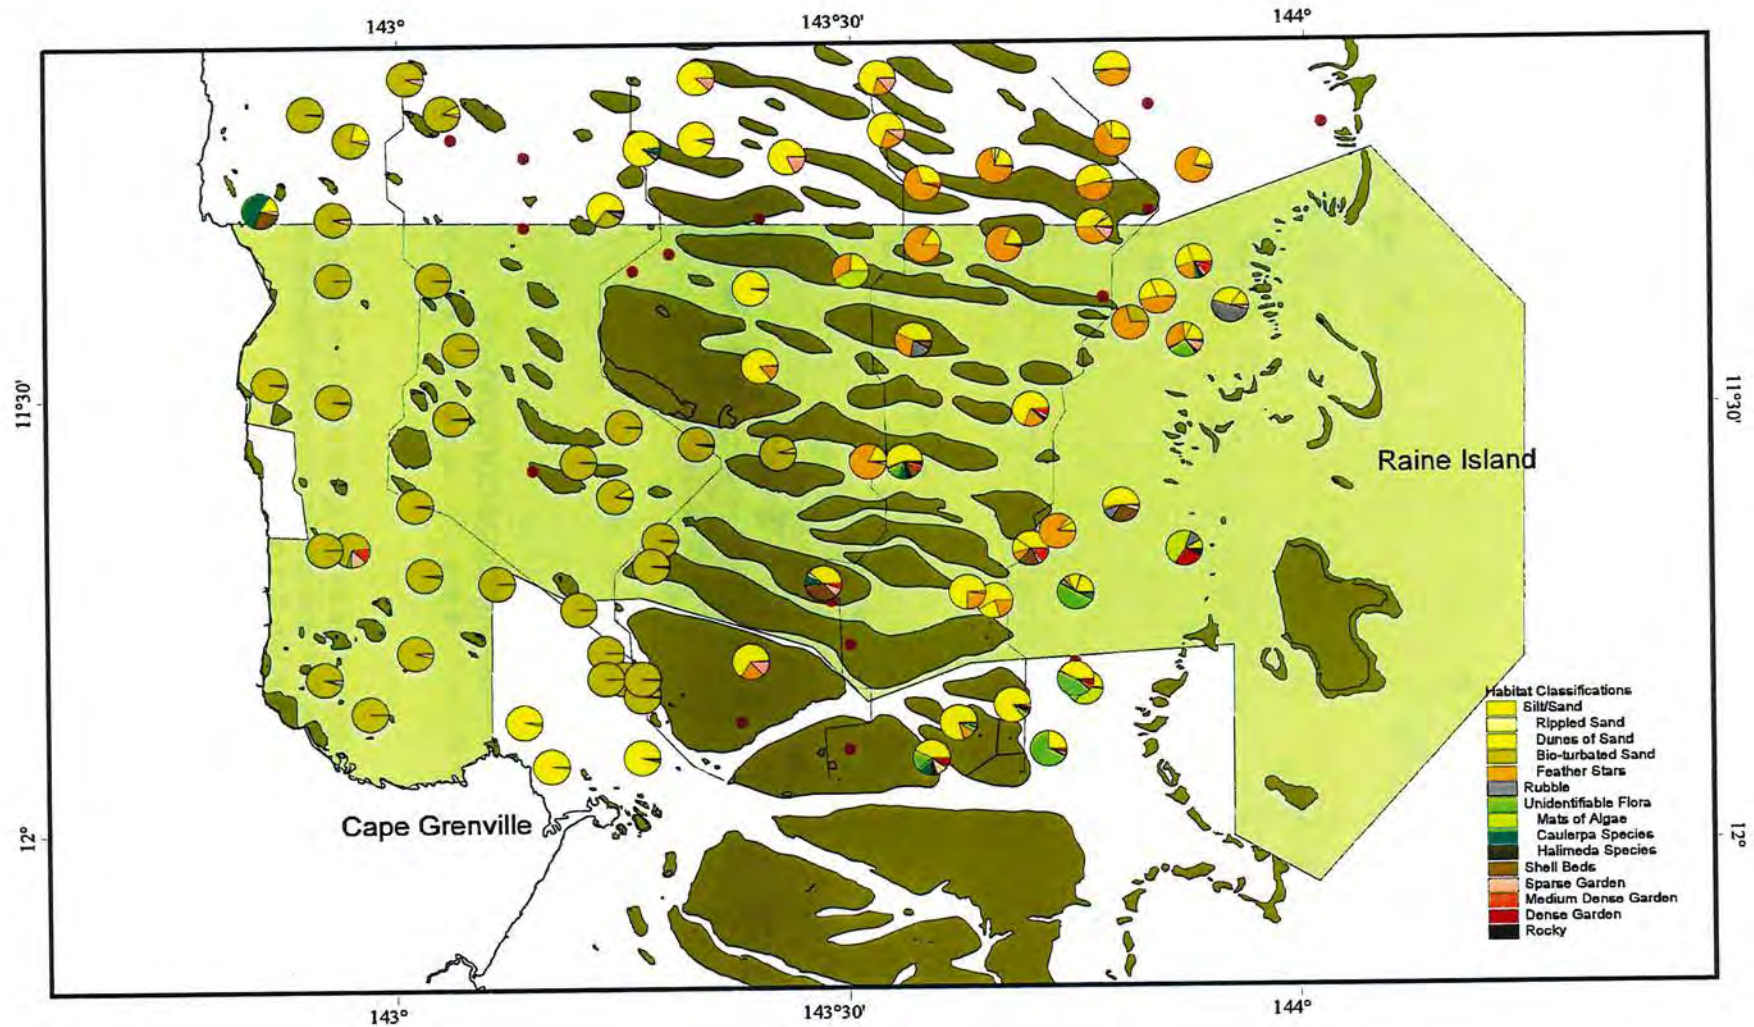 143°
143°30'
144°
11°30'
11°30'
Raine Island
Habitat Classifications
Silt/Sand
Rippled Sand
Dunes of Sand
Bio-turbated Sand
Feather Stars
Rubble
Unidentifiable Flora
Mats of Algae
Caulerpa Species
Halimeda Species
Shell Beds
Sparse Garden
Medium Dense Garden
Dense Garden
Rocky
Cape Grenville
12°
12°
143°
143°30'
144°